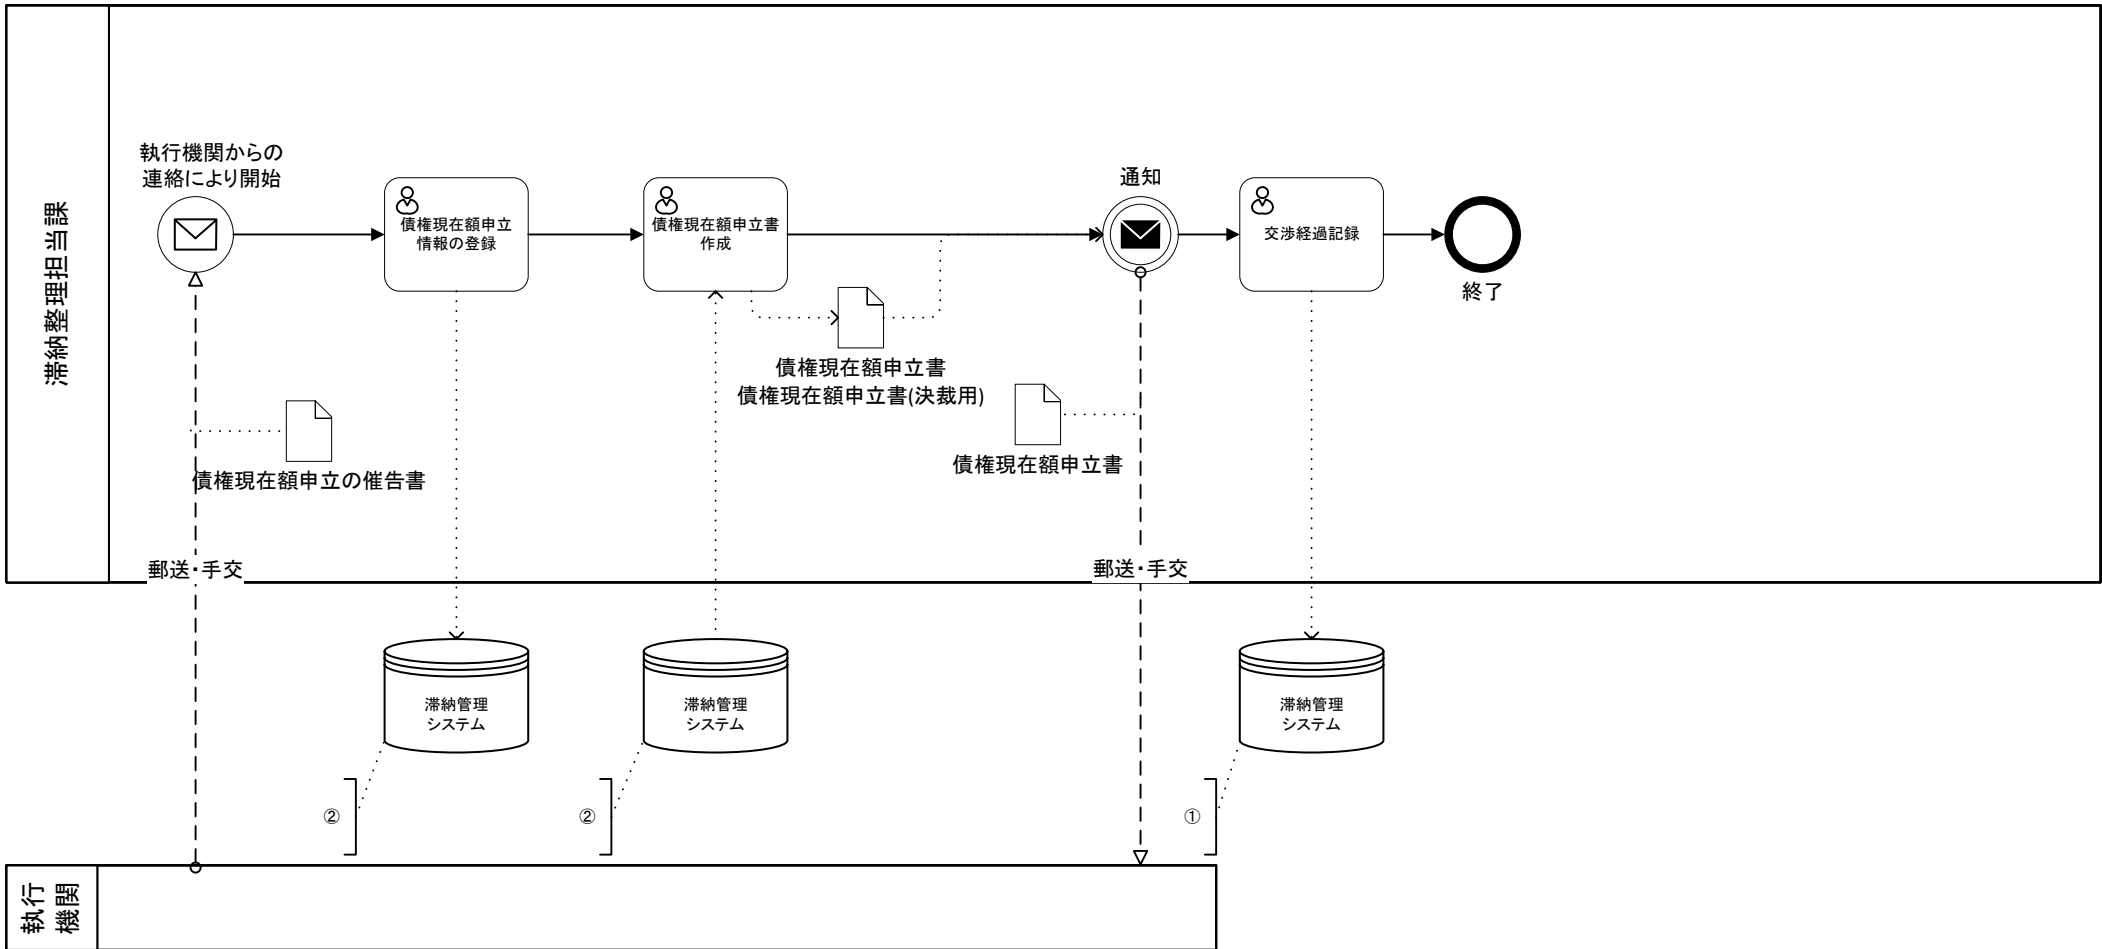 滞納整理担当課
執行機関からの
連絡により開始
債権現在額申立
情報の登録
債権現在額申立書
作成
通知
交渉経過記録
終了
債権現在額申立書
債権現在額申立書(決裁用)
債権現在額申立の催告書
債権現在額申立書
郵送・手交
郵送・手交
滞納管理
システム
滞納管理
システム
滞納管理
システム
②
②
①
執行
機関